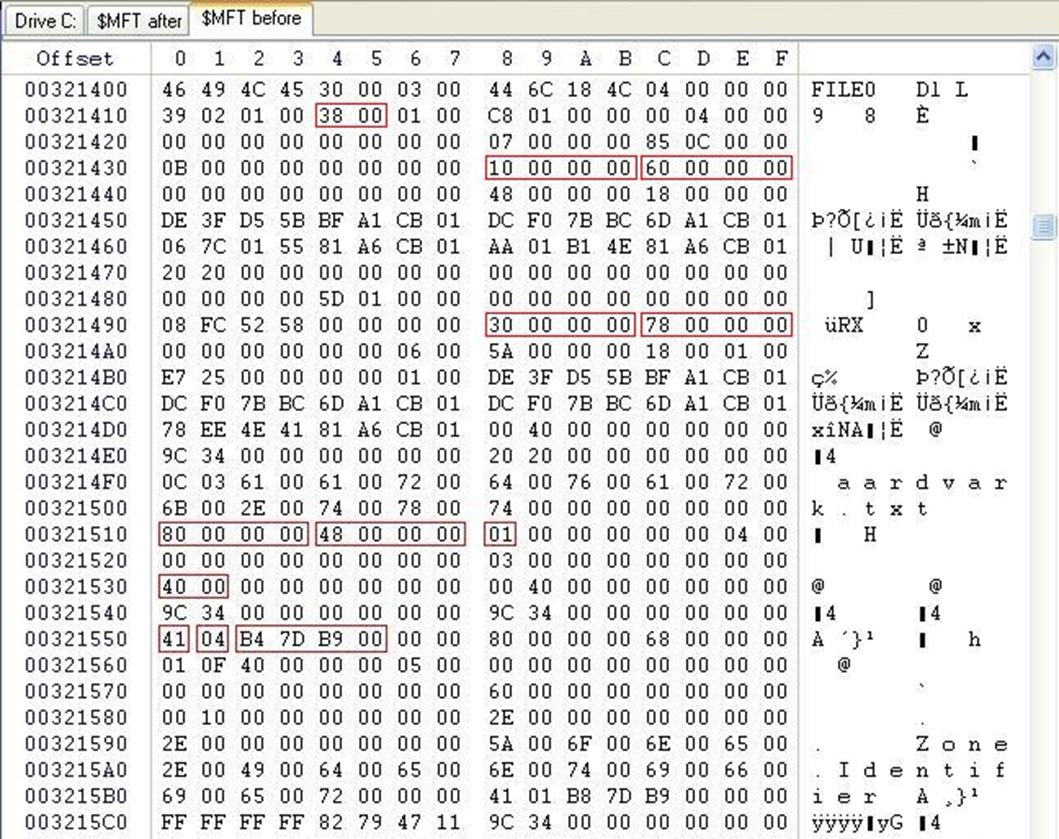 Drive C: $MFT after $MFT before
Offset 0 1 2 3 4 5 6 7 8 9 A B C D E F
00321400 46 49 4C 45 30 00 03 00 44 6C 18 4C 04 00 00 00 FILE0 Dl L
00321410 39 02 01 00 38 00 01 00 C8 01 00 00 00 04 00 00 9 8 È
00321420 00 00 00 00 00 00 00 00 07 00 00 00 85 0C 00 00 ▮
00321430 0B 00 00 00 00 00 00 00 10 00 00 00 60 00 00 00 `
00321440 00 00 00 00 00 00 00 00 48 00 00 00 18 00 00 00 H
00321450 DE 3F D5 5B BF A1 CB 01 DC F0 7B BC 6D A1 CB 01 Þ?Õ[¿¡Ë Üð{¼m¡Ë
00321460 06 7C 01 55 81 A6 CB 01 AA 01 B1 4E 81 A6 CB 01 | U▮¦Ë ª ±N▮¦Ë
00321470 20 20 00 00 00 00 00 00 00 00 00 00 00 00 00 00
00321480 00 00 00 00 5D 01 00 00 00 00 00 00 00 00 00 00 ]
00321490 08 FC 52 58 00 00 00 00 30 00 00 00 78 00 00 00 üRX 0 x
003214A0 00 00 00 00 00 00 06 00 5A 00 00 00 18 00 01 00 Z
003214B0 E7 25 00 00 00 00 01 00 DE 3F D5 5B BF A1 CB 01 ç% Þ?Õ[¿¡Ë
003214C0 DC F0 7B BC 6D A1 CB 01 DC F0 7B BC 6D A1 CB 01 Üð{¼m¡Ë Üð{¼m¡Ë
003214D0 78 EE 4E 41 81 A6 CB 01 00 40 00 00 00 00 00 00 xîNA▮¦Ë @
003214E0 9C 34 00 00 00 00 00 00 20 20 00 00 00 00 00 00 ▮4
003214F0 0C 03 61 00 61 00 72 00 64 00 76 00 61 00 72 00 a a r d v a r
00321500 6B 00 2E 00 74 00 78 00 74 00 00 00 00 00 00 00 k . t x t
00321510 80 00 00 00 48 00 00 00 01 00 00 00 00 00 04 00 ▮ H
00321520 00 00 00 00 00 00 00 00 03 00 00 00 00 00 00 00
00321530 40 00 00 00 00 00 00 00 00 40 00 00 00 00 00 00 @ @
00321540 9C 34 00 00 00 00 00 00 9C 34 00 00 00 00 00 00 ▮4 ▮4
00321550 41 04 B4 7D B9 00 00 00 80 00 00 00 68 00 00 00 A ´}¹ ▮ h
00321560 01 0F 40 00 00 00 05 00 00 00 00 00 00 00 00 00 @
00321570 00 00 00 00 00 00 00 00 60 00 00 00 00 00 00 00 `
00321580 00 10 00 00 00 00 00 00 2E 00 00 00 00 00 00 00 .
00321590 2E 00 00 00 00 00 00 00 5A 00 6F 00 6E 00 65 00 . Z o n e
003215A0 2E 00 49 00 64 00 65 00 6E 00 74 00 69 00 66 00 . I d e n t i f
003215B0 69 00 65 00 72 00 00 00 41 01 B8 7D B9 00 00 00 i e r A ¸}¹
003215C0 FF FF FF FF 82 79 47 11 9C 34 00 00 00 00 00 00 ÿÿÿÿ▮yG ▮4